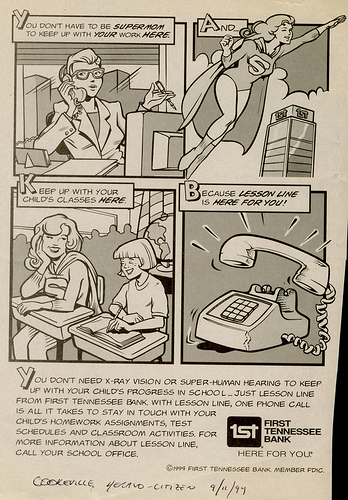 YOU DON'T HAVE TO BE SUPERMOM
TO KEEP UP WITH YOUR WORK HERE.
AND
KEEP UP WITH YOUR
CHILD'S CLASSES HERE.
BECAUSE LESSON LINE
IS HERE FOR YOU!
YOU DON'T NEED X-RAY VISION OR SUPER-HUMAN HEARING TO KEEP
UP WITH YOUR CHILD'S PROGRESS IN SCHOOL... JUST LESSON LINE
FROM FIRST TENNESSEE BANK. WITH LESSON LINE, ONE PHONE CALL
IS ALL IT TAKES TO STAY IN TOUCH WITH YOUR
CHILD'S HOMEWORK ASSIGNMENTS, TEST
SCHEDULES AND CLASSROOM ACTIVITIES. FOR
MORE INFORMATION ABOUT LESSON LINE,
CALL YOUR SCHOOL OFFICE.
1ST FIRST
TENNESSEE
BANK
HERE FOR YOU.
©1994 FIRST TENNESSEE BANK. MEMBER FDIC.
COOKEVILLE HERALD-CITIZEN 9/11/94